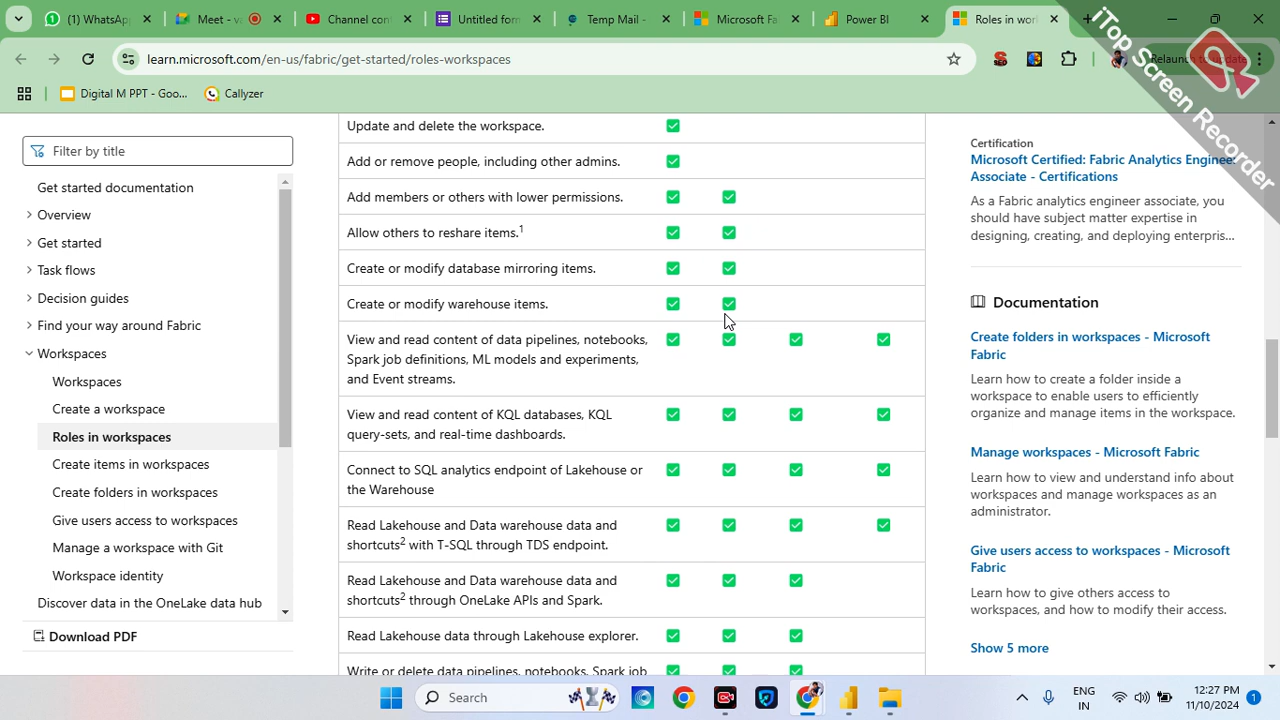 (1) WhatsApp
Meet - va
Channel cont
Untitled form
Temp Mail -
Microsoft Fa
Power BI
Roles in wor
learn.microsoft.com/en-us/fabric/get-started/roles-workspaces
Relaunch to update
Digital M PPT - Goo...
Callyzer
iTop Screen Recorder
Filter by title
Get started documentation
Overview
Get started
Task flows
Decision guides
Find your way around Fabric
Workspaces
Workspaces
Create a workspace
Roles in workspaces
Create items in workspaces
Create folders in workspaces
Give users access to workspaces
Manage a workspace with Git
Workspace identity
Discover data in the OneLake data hub
Download PDF
Update and delete the workspace.
Add or remove people, including other admins.
Add members or others with lower permissions.
Allow others to reshare items.1
Create or modify database mirroring items.
Create or modify warehouse items.
View and read content of data pipelines, notebooks,
Spark job definitions, ML models and experiments,
and Event streams.
View and read content of KQL databases, KQL
query-sets, and real-time dashboards.
Connect to SQL analytics endpoint of Lakehouse or
the Warehouse
Read Lakehouse and Data warehouse data and
shortcuts2 with T-SQL through TDS endpoint.
Read Lakehouse and Data warehouse data and
shortcuts2 through OneLake APIs and Spark.
Read Lakehouse data through Lakehouse explorer.
Write or delete data pipelines, notebooks, Spark job
Certification
Microsoft Certified: Fabric Analytics Enginee
Associate - Certifications
As a Fabric analytics engineer associate, you
should have subject matter expertise in
designing, creating, and deploying enterpris...
Documentation
Create folders in workspaces - Microsoft
Fabric
Learn how to create a folder inside a
workspace to enable users to efficiently
organize and manage items in the workspace.
Manage workspaces - Microsoft Fabric
Learn how to view and understand info about
workspaces and manage workspaces as an
administrator.
Give users access to workspaces - Microsoft
Fabric
Learn how to give others access to
workspaces, and how to modify their access.
Show 5 more
Search
ENG
IN
12:27 PM
11/10/2024